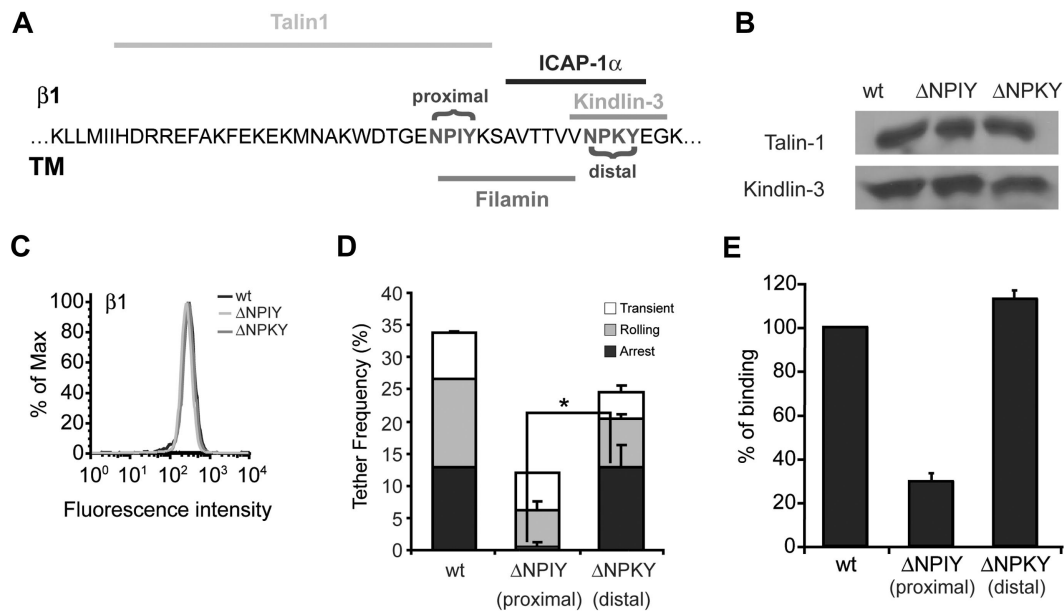 A
Talin1
ICAP-1α
β1
proximal
Kindlin-3
...KLLMIIHDRREFAKFEKEKMNAKWDTGENPIYKSAVTTVVNPKYEGK...
TM
distal
Filamin
B
wt ΔNPIY ΔNPKY
Talin-1
Kindlin-3
C
β1
wt
ΔNPIY
ΔNPKY
% of Max
100
80
60
40
20
0
10⁰ 10¹ 10² 10³ 10⁴
Fluorescence intensity
D
Tether Frequency (%)
40
35
30
25
20
15
10
5
0
Transient
Rolling
Arrest
*
wt ΔNPIY ΔNPKY
(proximal) (distal)
E
% of binding
120
100
80
60
40
20
0
wt ΔNPIY ΔNPKY
(proximal) (distal)